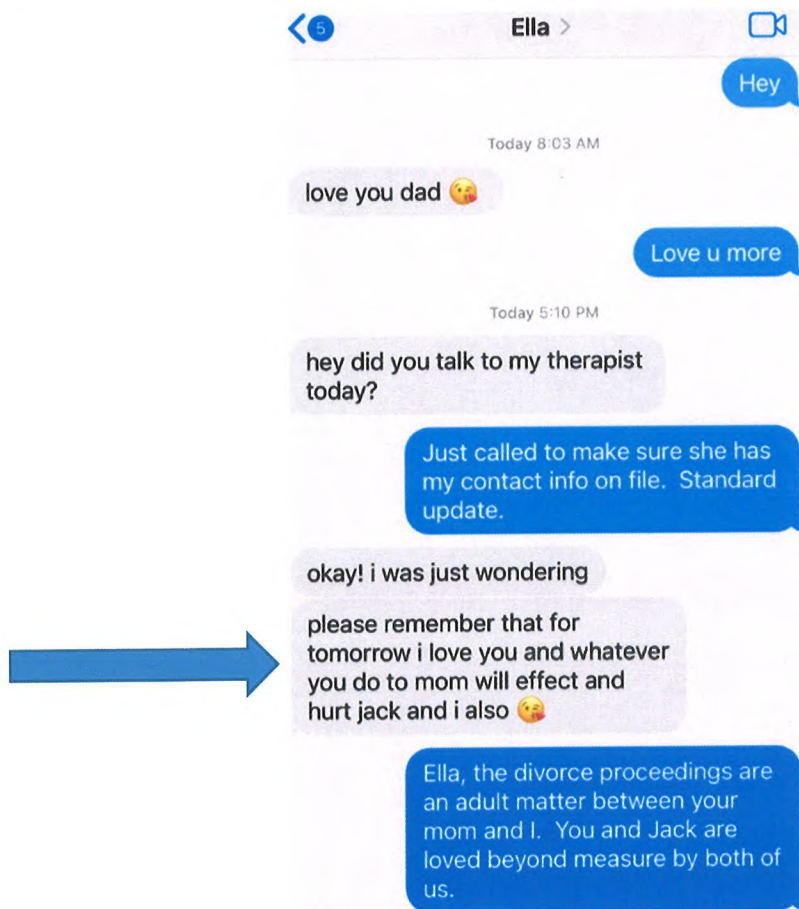 5
Ella >
Hey
Today 8:03 AM
love you dad 😘
Love u more
Today 5:10 PM
hey did you talk to my therapist
today?
Just called to make sure she has
my contact info on file.  Standard
update.
okay! i was just wondering
please remember that for
tomorrow i love you and whatever
you do to mom will effect and
hurt jack and i also 😘
Ella, the divorce proceedings are
an adult matter between your
mom and I.  You and Jack are
loved beyond measure by both of
us.